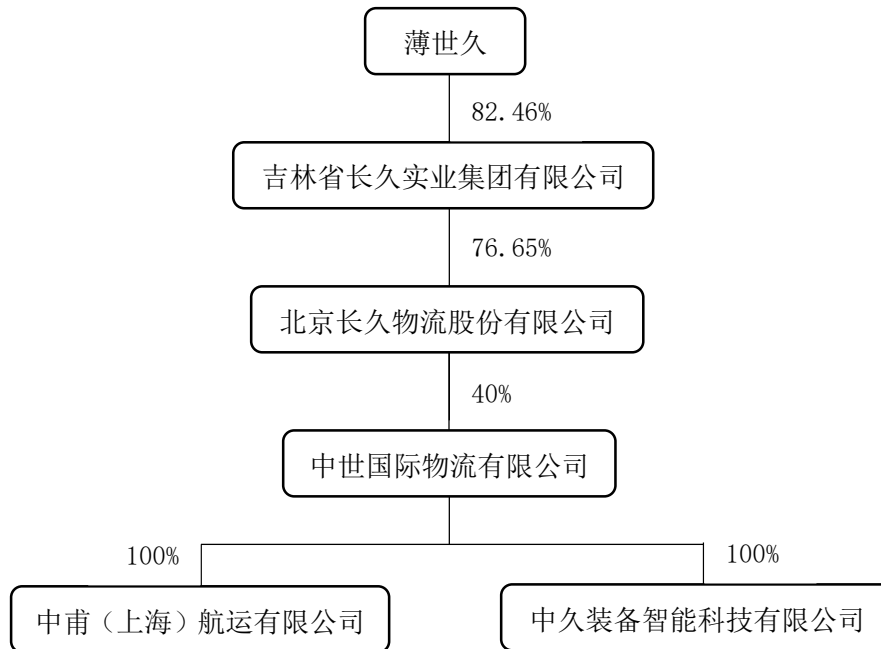 薄世久
82.46%
吉林省长久实业集团有限公司
76.65%
北京长久物流股份有限公司
40%
中世国际物流有限公司
100%
100%
中甫（上海）航运有限公司
中久装备智能科技有限公司